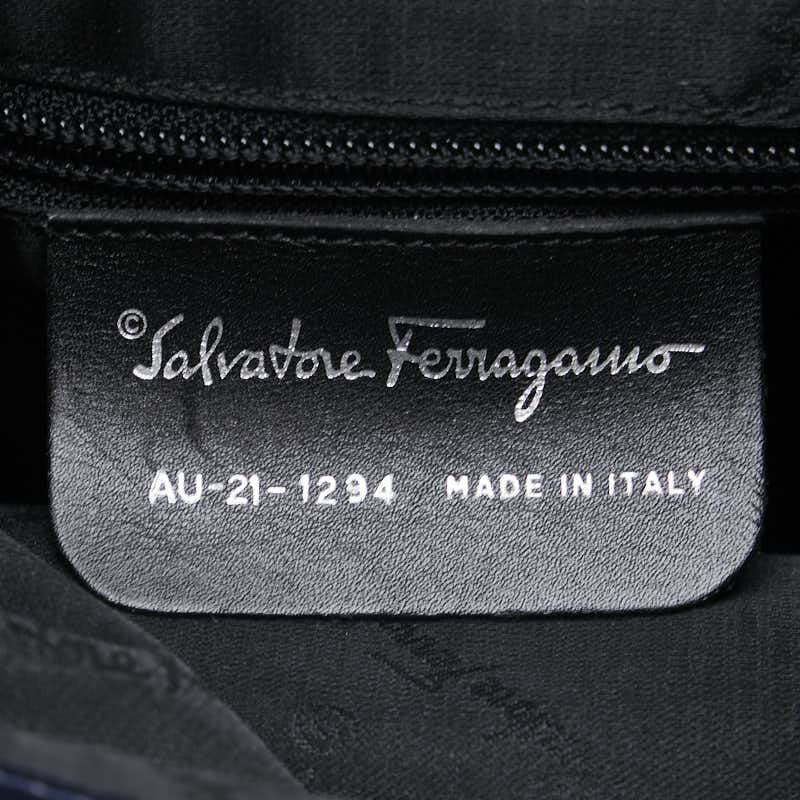 © Salvatore Ferragamo
AU-21-1294 MADE IN ITALY